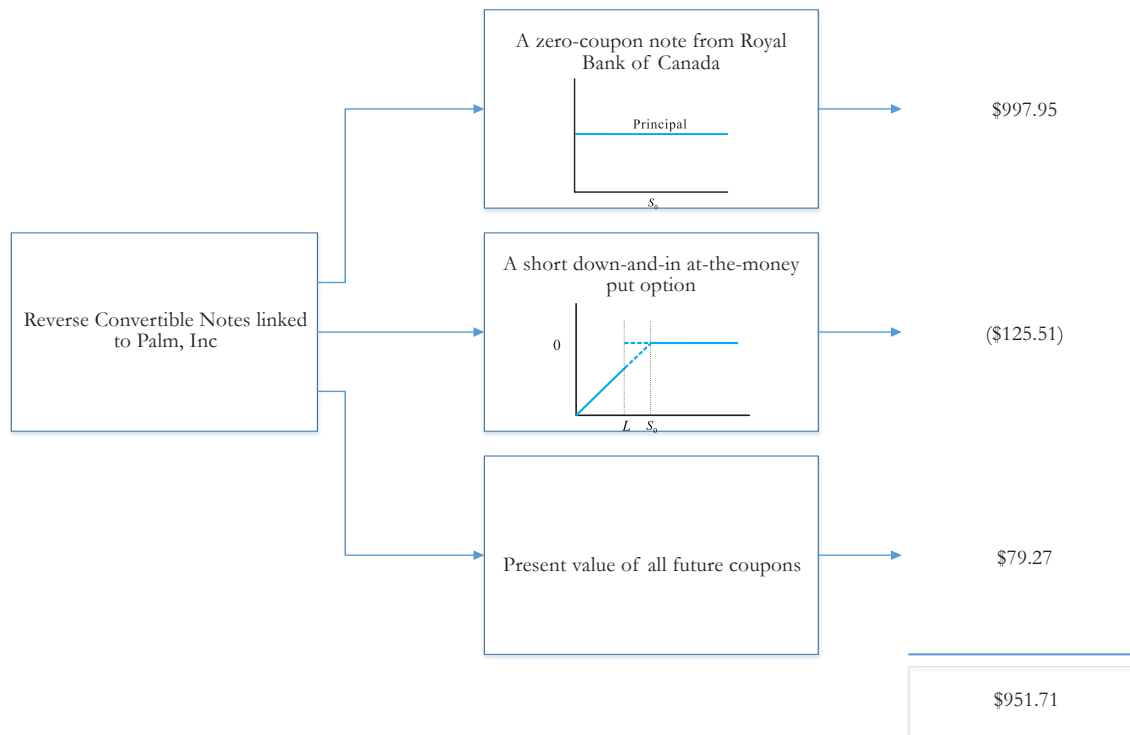 A zero-coupon note from Royal
Bank of Canada
Principal
S₀
$997.95
Reverse Convertible Notes linked
to Palm, Inc
A short down-and-in at-the-money
put option
0
L S₀
($125.51)
Present value of all future coupons
$79.27
$951.71